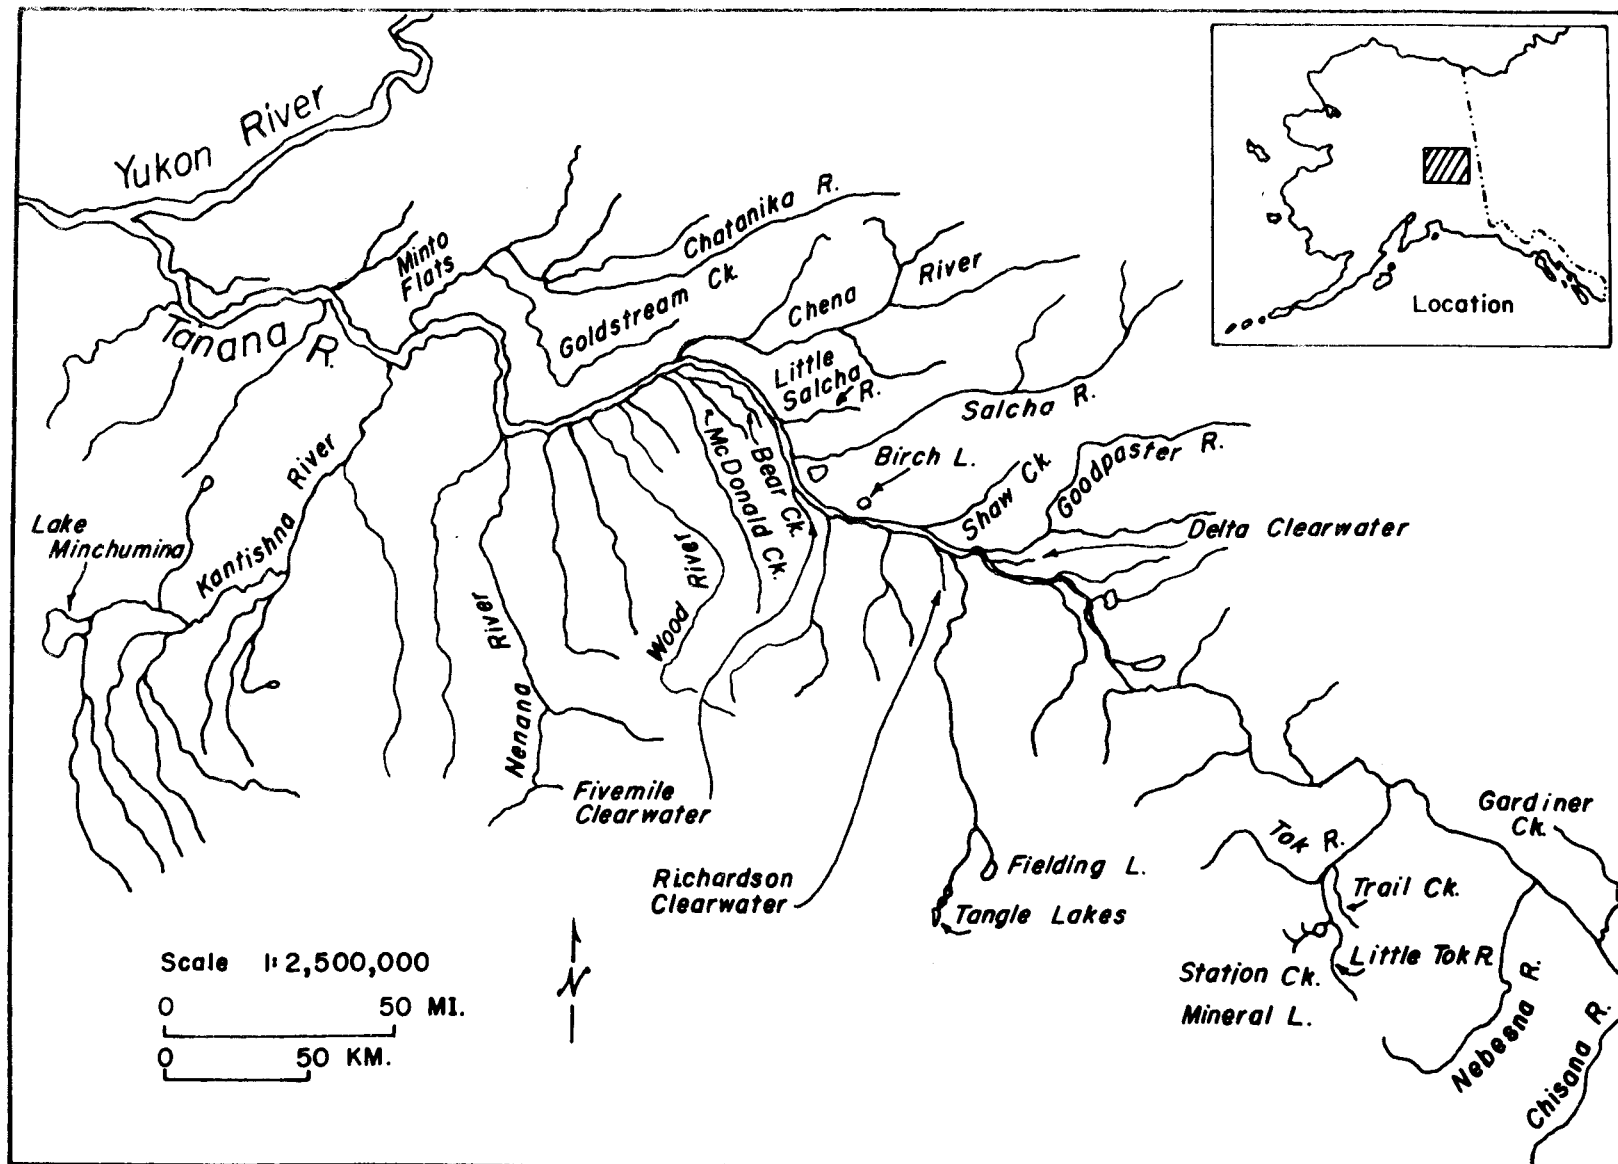 Yukon River
Location
Minto
Flats
Chatanika R.
Goldstream Ck.
Chena River
Tanana R.
Little
Salcha
R.
Salcha R.
Birch L.
Shaw Ck.
Goodpaster R.
Delta Clearwater
Bear Ck.
McDonald Ck.
Wood River
Lake
Minchumina
Kantishna River
Nenana River
Fivemile
Clearwater
Richardson
Clearwater
Fielding L.
Tangle Lakes
Tok R.
Trail Ck.
Gardiner
Ck.
Station Ck.
Little Tok R.
Mineral L.
Nebesna R.
Chisana R.
Scale 1:2,500,000
0 50 MI.
0 50 KM.
N